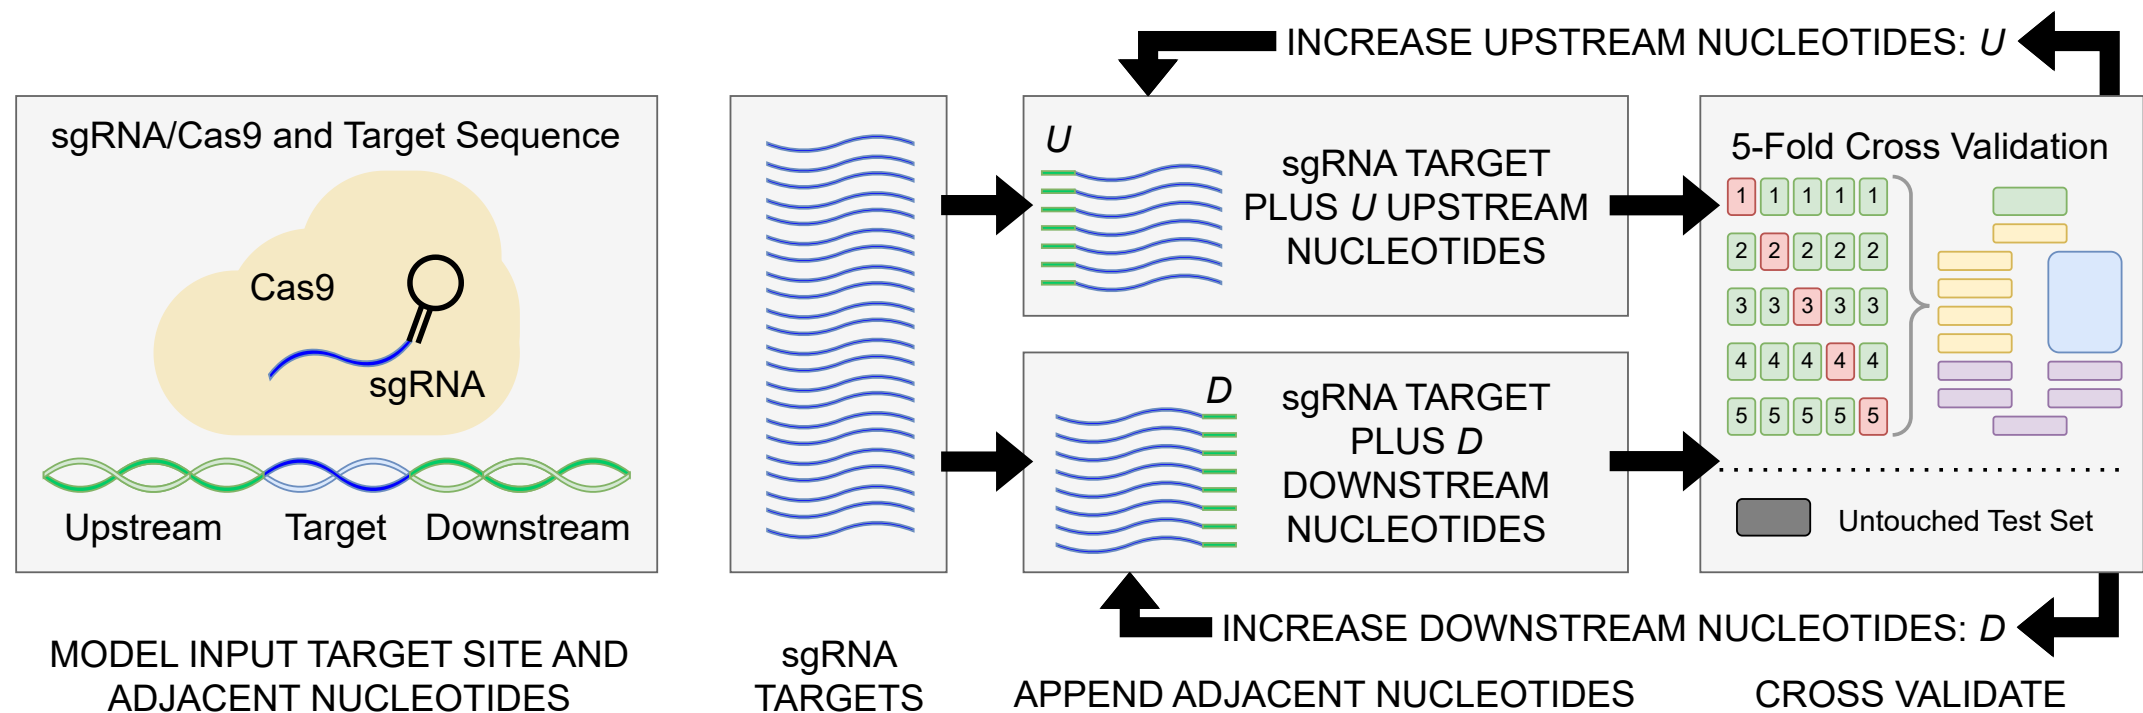 INCREASE UPSTREAM NUCLEOTIDES: U
sgRNA/Cas9 and Target Sequence
Cas9
sgRNA
Upstream
Target
Downstream
MODEL INPUT TARGET SITE AND
ADJACENT NUCLEOTIDES
sgRNA
TARGETS
U
sgRNA TARGET
PLUS U UPSTREAM
NUCLEOTIDES
D
sgRNA TARGET
PLUS D
DOWNSTREAM
NUCLEOTIDES
INCREASE DOWNSTREAM NUCLEOTIDES: D
APPEND ADJACENT NUCLEOTIDES
5-Fold Cross Validation
1 1 1 1 1
2 2 2 2 2
3 3 3 3 3
4 4 4 4 4
5 5 5 5 5
Untouched Test Set
CROSS VALIDATE